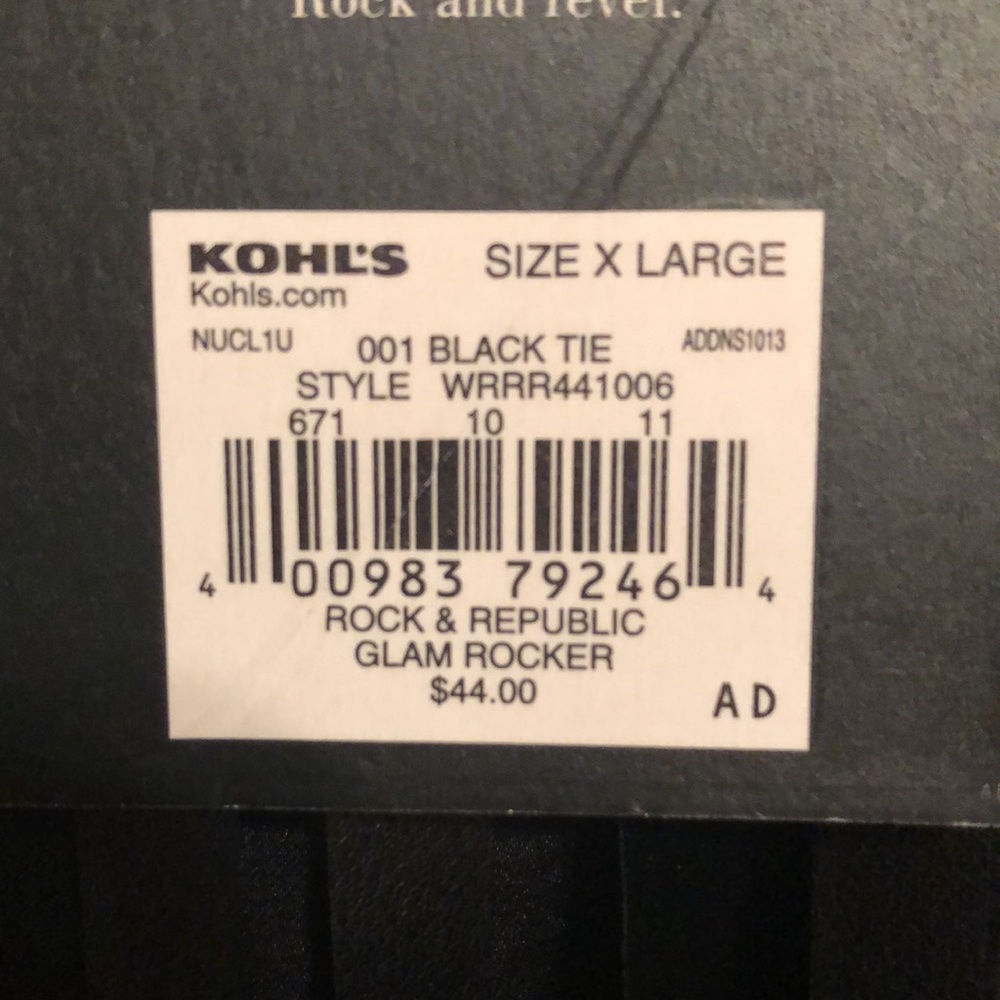 Rock and revel.
KOHL'S SIZE X LARGE
Kohls.com
NUCL1U 001 BLACK TIE ADDNS1013
STYLE WRRR441006
671 10 11
4 00983 79246 4
ROCK & REPUBLIC
GLAM ROCKER
$44.00
A D